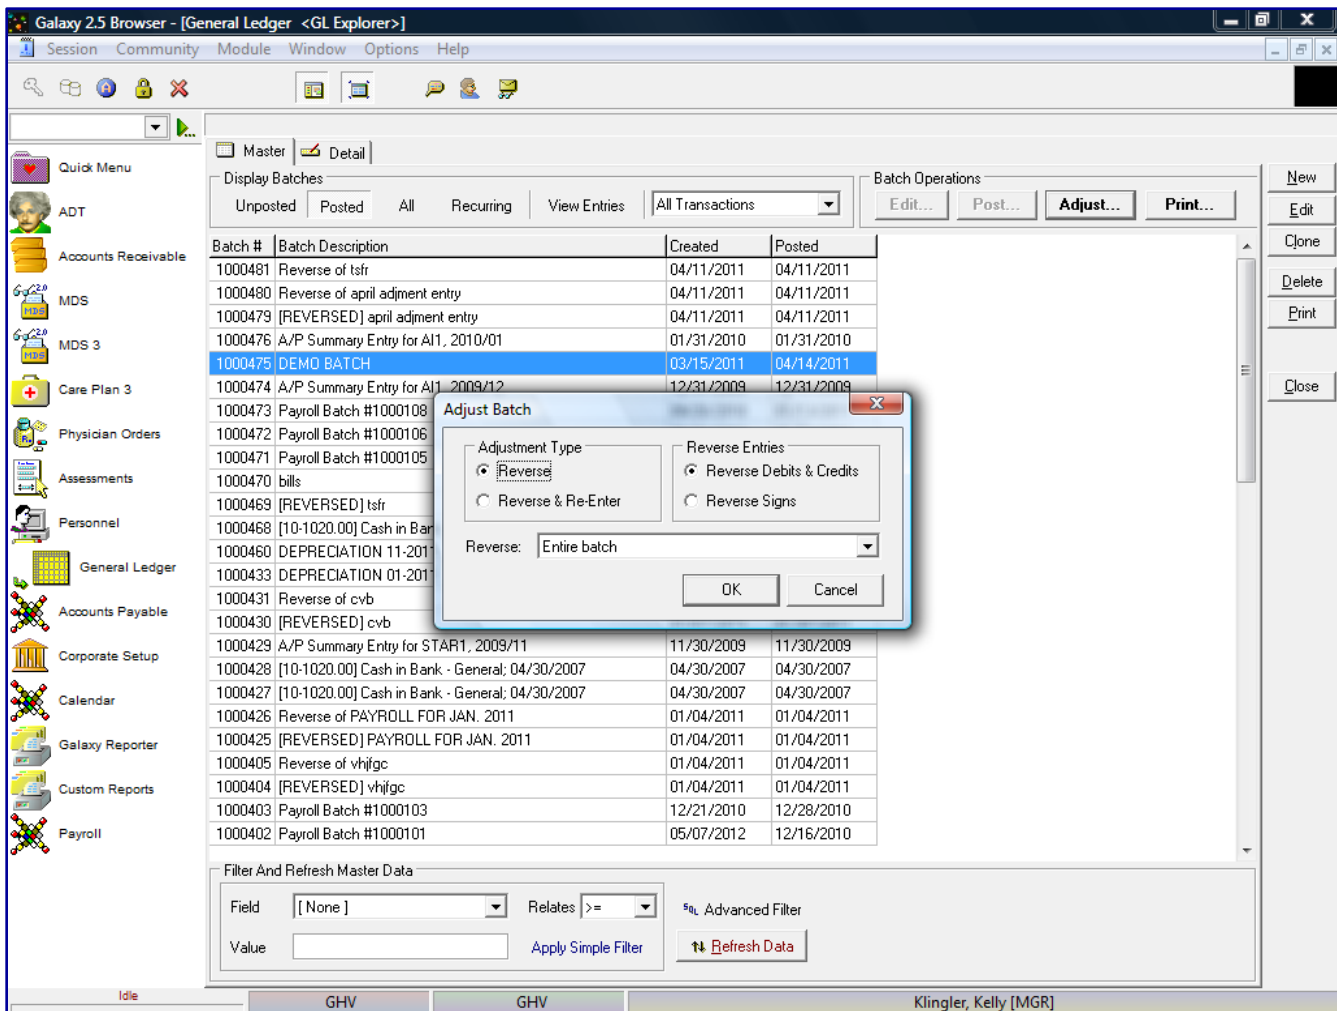 Galaxy 2.5 Browser - [General Ledger <GL Explorer>]
Session Community Module Window Options Help
Master Detail
Quick Menu
ADT
Accounts Receivable
MDS
MDS 3
Care Plan 3
Physician Orders
Assessments
Personnel
General Ledger
Accounts Payable
Corporate Setup
Calendar
Galaxy Reporter
Custom Reports
Payroll
Display Batches
Unposted Posted All Recurring View Entries All Transactions
Batch Operations
Edit... Post... Adjust... Print...
Batch # Batch Description Created Posted
1000481 Reverse of tsfr 04/11/2011 04/11/2011
1000480 Reverse of april adjment entry 04/11/2011 04/11/2011
1000479 [REVERSED] april adjment entry 04/11/2011 04/11/2011
1000476 A/P Summary Entry for AI1, 2010/01 01/31/2010 01/31/2010
1000475 DEMO BATCH 03/15/2011 04/14/2011
1000474 A/P Summary Entry for AI1, 2009/12 12/31/2009 12/31/2009
1000473 Payroll Batch #1000108
1000472 Payroll Batch #1000106
1000471 Payroll Batch #1000105
1000470 bills
1000469 [REVERSED] tsfr
1000468 [10-1020.00] Cash in Bar
1000460 DEPRECIATION 11-201
1000433 DEPRECIATION 01-201
1000431 Reverse of cvb
1000430 [REVERSED] cvb
1000429 A/P Summary Entry for STAR1, 2009/11 11/30/2009 11/30/2009
1000428 [10-1020.00] Cash in Bank - General; 04/30/2007 04/30/2007 04/30/2007
1000427 [10-1020.00] Cash in Bank - General; 04/30/2007 04/30/2007 04/30/2007
1000426 Reverse of PAYROLL FOR JAN. 2011 01/04/2011 01/04/2011
1000425 [REVERSED] PAYROLL FOR JAN. 2011 01/04/2011 01/04/2011
1000405 Reverse of vhjfgc 01/04/2011 01/04/2011
1000404 [REVERSED] vhjfgc 01/04/2011 01/04/2011
1000403 Payroll Batch #1000103 12/21/2010 12/28/2010
1000402 Payroll Batch #1000101 05/07/2012 12/16/2010
Adjust Batch
Adjustment Type
Reverse
Reverse & Re-Enter
Reverse Entries
Reverse Debits & Credits
Reverse Signs
Reverse: Entire batch
OK Cancel
New
Edit
Clone
Delete
Print
Close
Filter And Refresh Master Data
Field [ None ] Relates >= SQL Advanced Filter
Value Apply Simple Filter Refresh Data
Idle GHV GHV Klingler, Kelly [MGR]